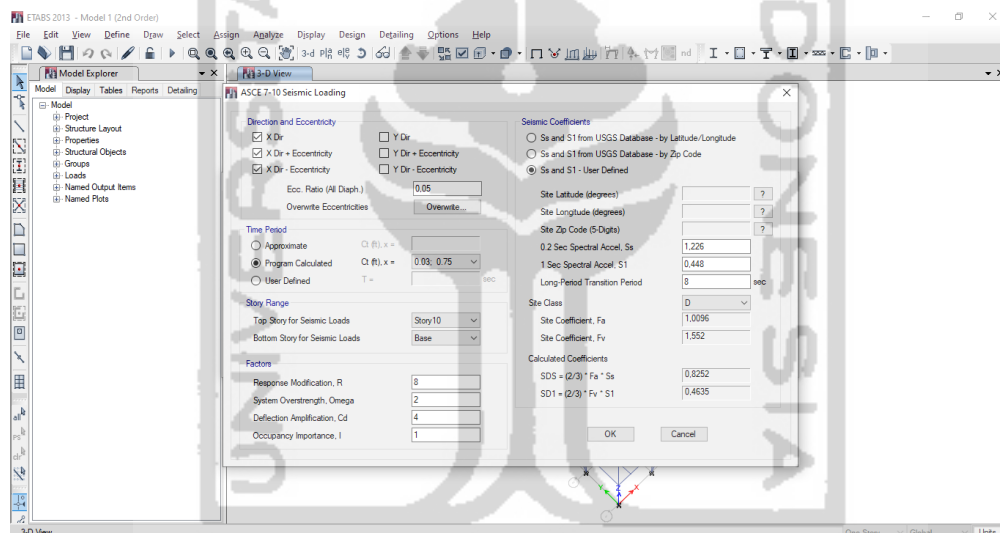 ETABS 2013 - Model 1 (2nd Order)
File Edit View Define Draw Select Assign Analyze Display Design Detailing Options Help
3-d nd
Model Explorer
3-D View
Model Display Tables Reports Detailing
Model
Project
Structure Layout
Properties
Structural Objects
Groups
Loads
Named Output Items
Named Plots
ASCE 7-10 Seismic Loading
Direction and Eccentricity
X Dir Y Dir
X Dir + Eccentricity Y Dir + Eccentricity
X Dir - Eccentricity Y Dir - Eccentricity
Ecc. Ratio (All Diaph.) 0.05
Overwrite Eccentricities Overwrite...
Time Period
Approximate Ct (ft), x =
Program Calculated Ct (ft), x = 0.03; 0.75
User Defined T = sec
Story Range
Top Story for Seismic Loads Story10
Bottom Story for Seismic Loads Base
Factors
Response Modification, R 8
System Overstrength, Omega 2
Deflection Amplification, Cd 4
Occupancy Importance, I 1
Seismic Coefficients
Ss and S1 from USGS Database - by Latitude/Longitude
Ss and S1 from USGS Database - by Zip Code
Ss and S1 - User Defined
Site Latitude (degrees) ?
Site Longitude (degrees) ?
Site Zip Code (5-Digits) ?
0.2 Sec Spectral Accel, Ss 1,226
1 Sec Spectral Accel, S1 0,448
Long-Period Transition Period 8 sec
Site Class D
Site Coefficient, Fa 1,0096
Site Coefficient, Fv 1,552
Calculated Coefficients
SDS = (2/3) * Fa * Ss 0,8252
SD1 = (2/3) * Fv * S1 0,4635
OK Cancel
Z
Y X
3-D View One Story Global Units